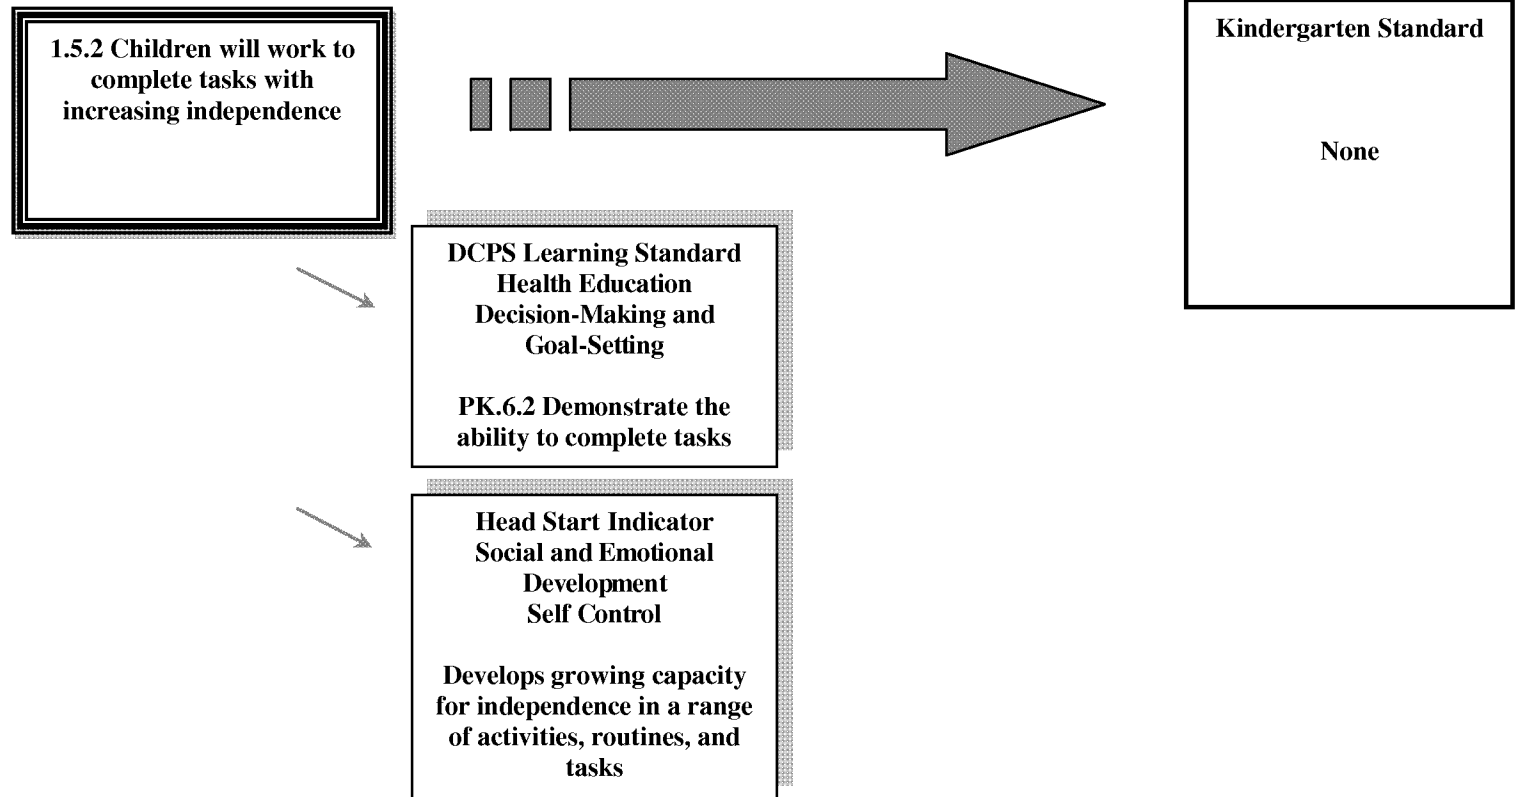 1.5.2 Children will work to
complete tasks with
increasing independence
Kindergarten Standard
None
DCPS Learning Standard
Health Education
Decision-Making and
Goal-Setting
PK.6.2 Demonstrate the
ability to complete tasks
Head Start Indicator
Social and Emotional
Development
Self Control
Develops growing capacity
for independence in a range
of activities, routines, and
tasks